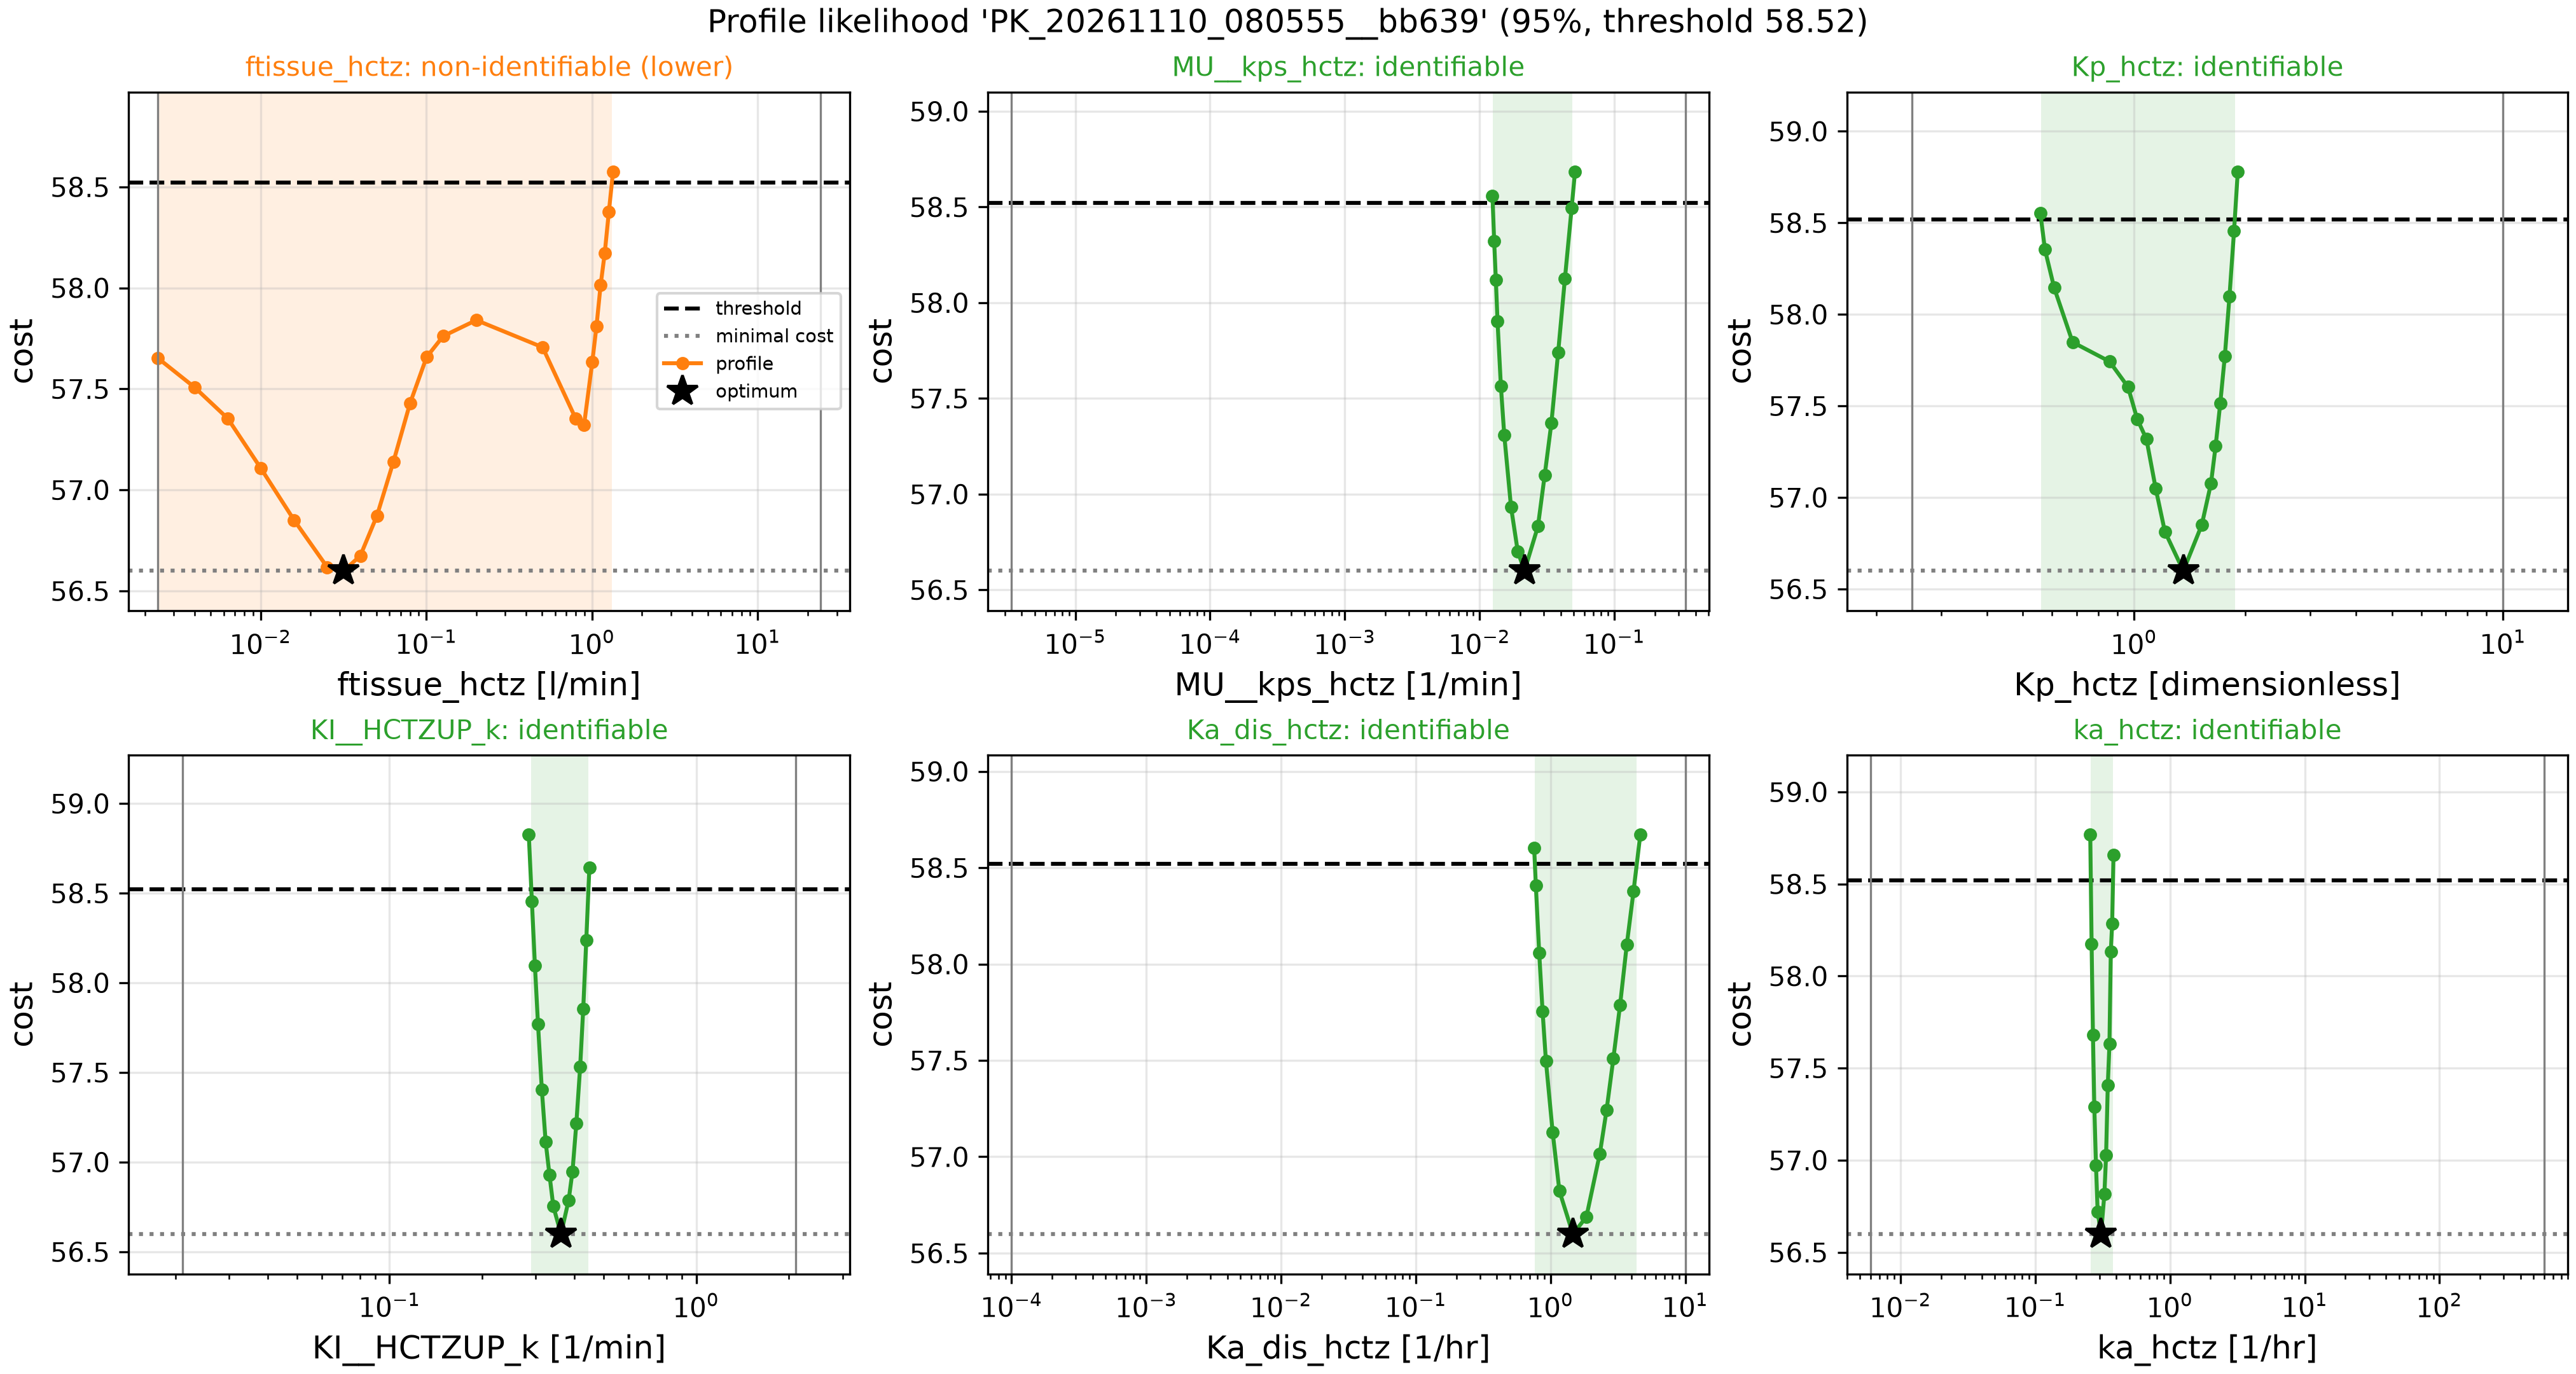 Profile likelihood 'PK_20261110_080555__bb639' (95%, threshold 58.52)
ftissue_hctz: non-identifiable (lower)
58.5
58.0
57.5
57.0
56.5
cost
threshold
minimal cost
profile
optimum
10⁻² 10⁻¹ 10⁰ 10¹
ftissue_hctz [l/min]
MU__kps_hctz: identifiable
59.0
58.5
58.0
57.5
57.0
56.5
cost
10⁻⁵ 10⁻⁴ 10⁻³ 10⁻² 10⁻¹
MU__kps_hctz [1/min]
Kp_hctz: identifiable
59.0
58.5
58.0
57.5
57.0
56.5
cost
10⁰ 10¹
Kp_hctz [dimensionless]
KI__HCTZUP_k: identifiable
59.0
58.5
58.0
57.5
57.0
56.5
cost
10⁻¹ 10⁰
KI__HCTZUP_k [1/min]
Ka_dis_hctz: identifiable
59.0
58.5
58.0
57.5
57.0
56.5
cost
10⁻⁴ 10⁻³ 10⁻² 10⁻¹ 10⁰ 10¹
Ka_dis_hctz [1/hr]
ka_hctz: identifiable
59.0
58.5
58.0
57.5
57.0
56.5
cost
10⁻² 10⁻¹ 10⁰ 10¹ 10²
ka_hctz [1/hr]